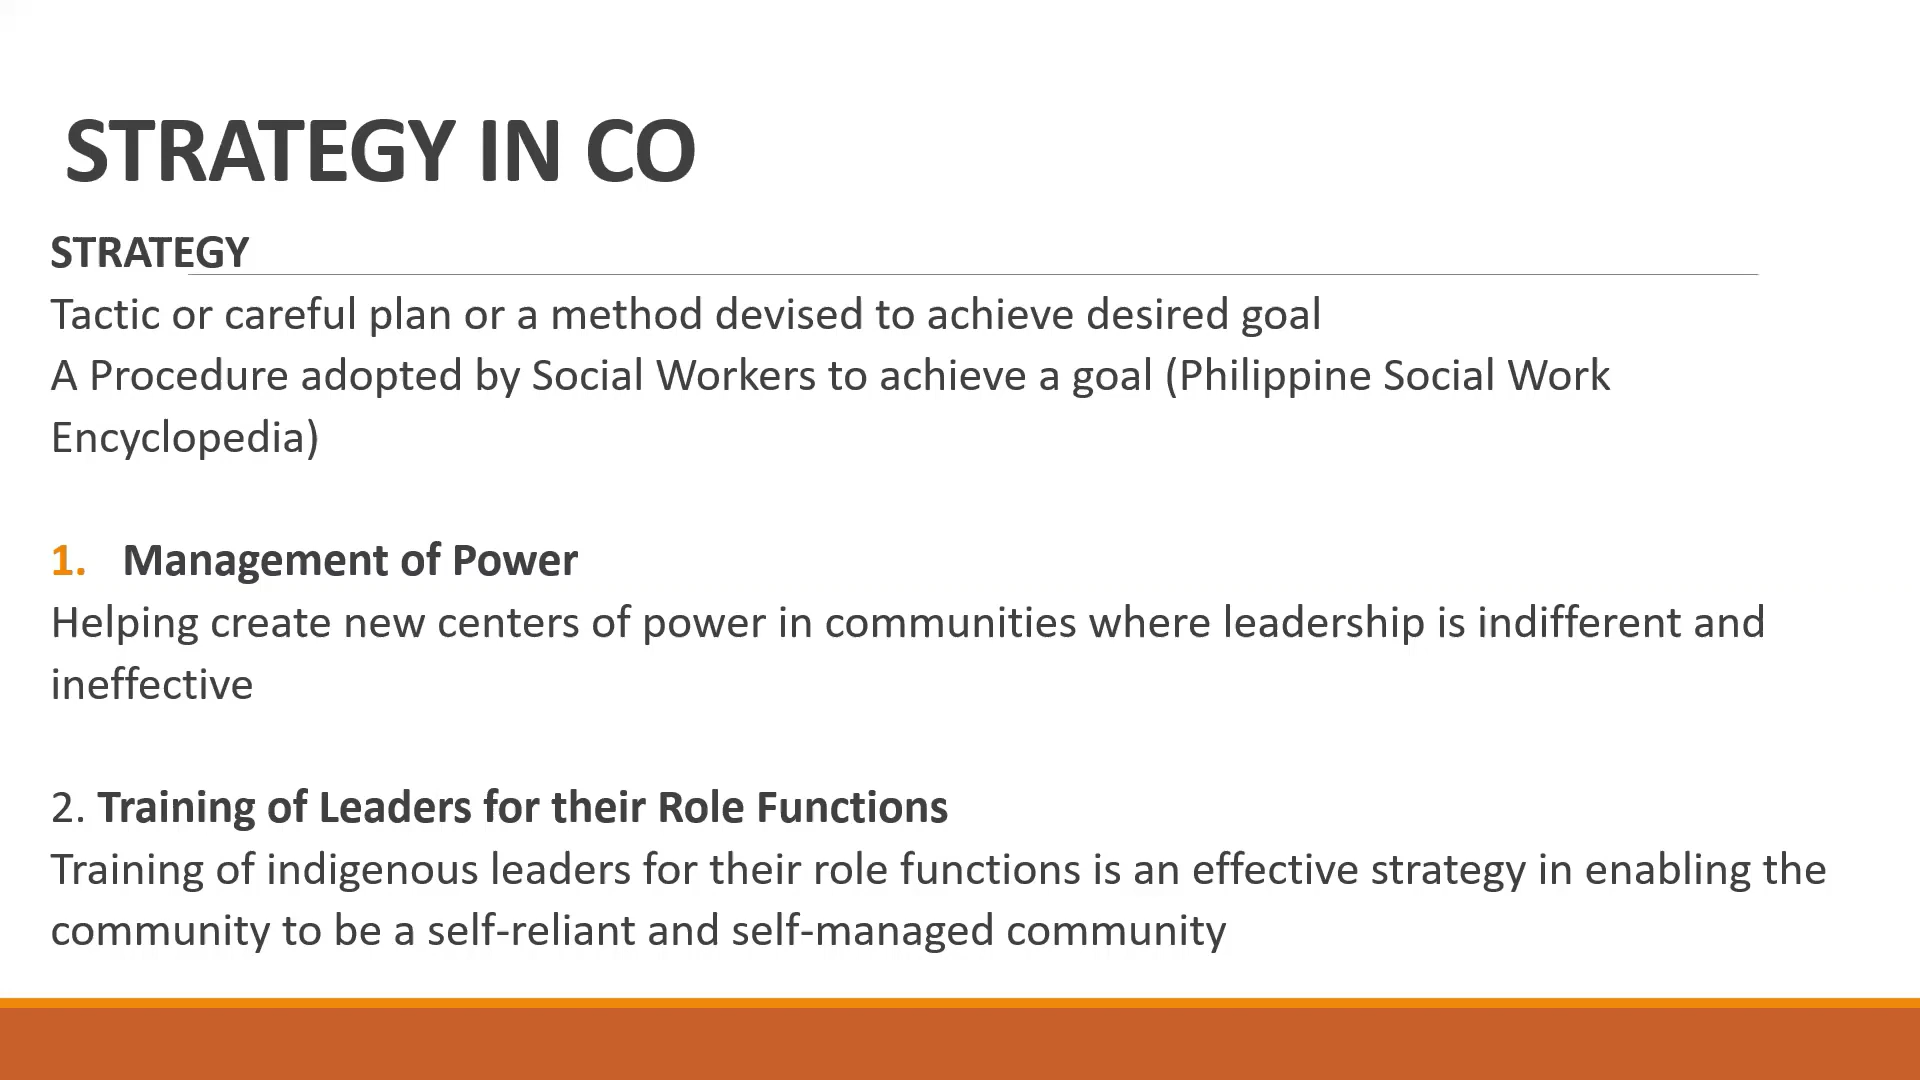 STRATEGY IN CO
STRATEGY
Tactic or careful plan or a method devised to achieve desired goal
A Procedure adopted by Social Workers to achieve a goal (Philippine Social Work
Encyclopedia)
1. Management of Power
Helping create new centers of power in communities where leadership is indifferent and
ineffective
2. Training of Leaders for their Role Functions
Training of indigenous leaders for their role functions is an effective strategy in enabling the
community to be a self-reliant and self-managed community